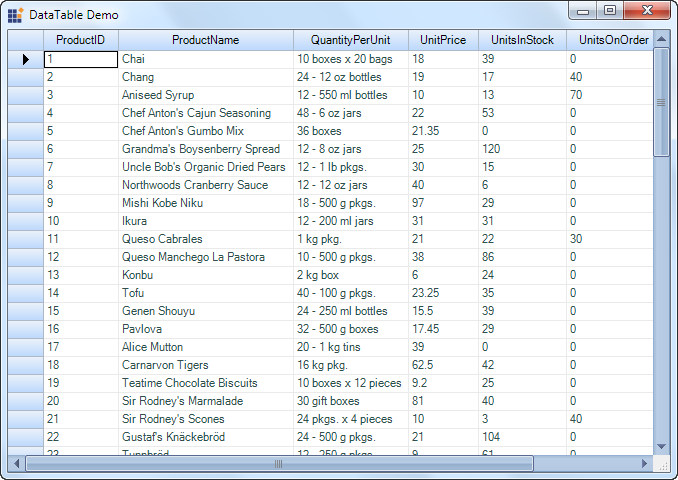 DataTable Demo
ProductID ProductName QuantityPerUnit UnitPrice UnitsInStock UnitsOnOrder
1 Chai 10 boxes x 20 bags 18 39 0
2 Chang 24 - 12 oz bottles 19 17 40
3 Aniseed Syrup 12 - 550 ml bottles 10 13 70
4 Chef Anton's Cajun Seasoning 48 - 6 oz jars 22 53 0
5 Chef Anton's Gumbo Mix 36 boxes 21.35 0 0
6 Grandma's Boysenberry Spread 12 - 8 oz jars 25 120 0
7 Uncle Bob's Organic Dried Pears 12 - 1 lb pkgs. 30 15 0
8 Northwoods Cranberry Sauce 12 - 12 oz jars 40 6 0
9 Mishi Kobe Niku 18 - 500 g pkgs. 97 29 0
10 Ikura 12 - 200 ml jars 31 31 0
11 Queso Cabrales 1 kg pkg. 21 22 30
12 Queso Manchego La Pastora 10 - 500 g pkgs. 38 86 0
13 Konbu 2 kg box 6 24 0
14 Tofu 40 - 100 g pkgs. 23.25 35 0
15 Genen Shouyu 24 - 250 ml bottles 15.5 39 0
16 Pavlova 32 - 500 g boxes 17.45 29 0
17 Alice Mutton 20 - 1 kg tins 39 0 0
18 Carnarvon Tigers 16 kg pkg. 62.5 42 0
19 Teatime Chocolate Biscuits 10 boxes x 12 pieces 9.2 25 0
20 Sir Rodney's Marmalade 30 gift boxes 81 40 0
21 Sir Rodney's Scones 24 pkgs. x 4 pieces 10 3 40
22 Gustaf's Knäckebröd 24 - 500 g pkgs. 21 104 0
23 Tunnbröd 12 - 250 g pkgs. 9 61 0